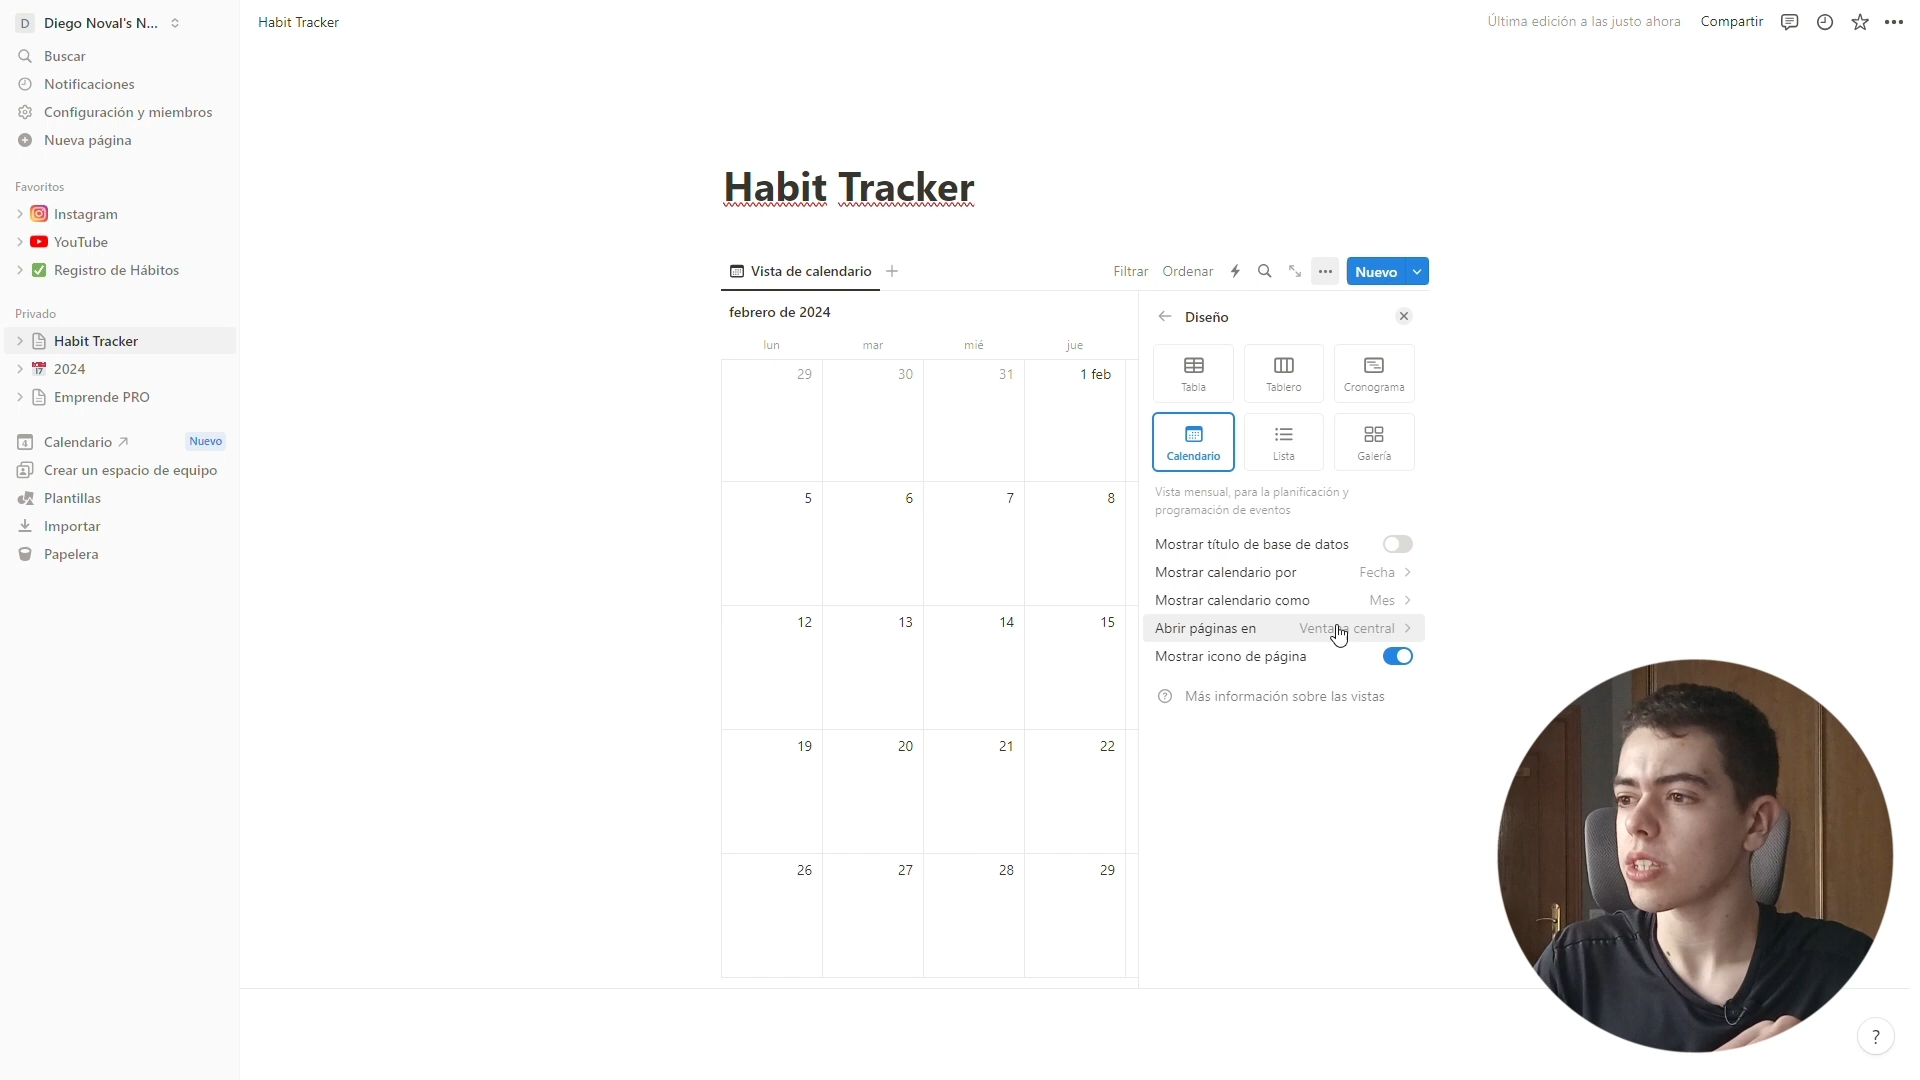 D Diego Noval's N...
Buscar
Notificaciones
Configuración y miembros
Nueva página
Favoritos
Instagram
YouTube
Registro de Hábitos
Privado
Habit Tracker
17
2024
Emprende PRO
4 Calendario ↗ Nuevo
Crear un espacio de equipo
Plantillas
Importar
Papelera
Habit Tracker
Última edición a las justo ahora Compartir
Habit Tracker
Vista de calendario
Filtrar Ordenar Nuevo
febrero de 2024
lun mar mié jue
29 30 31 1 feb
5 6 7 8
12 13 14 15
19 20 21 22
26 27 28 29
Diseño
Tabla Tablero Cronograma
Calendario Lista Galería
Vista mensual, para la planificación y
programación de eventos
Mostrar título de base de datos
Mostrar calendario por Fecha
Mostrar calendario como Mes
Abrir páginas en Ventana central
Mostrar icono de página
? Más información sobre las vistas
?